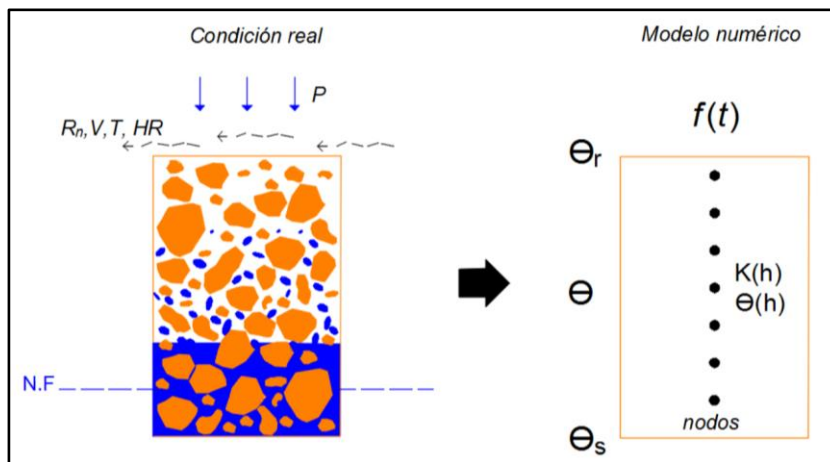 Condición real
P
Rn, V, T, HR
N.F
Modelo numérico
f(t)
Θr
Θ
K(h)
Θ(h)
nodos
Θs